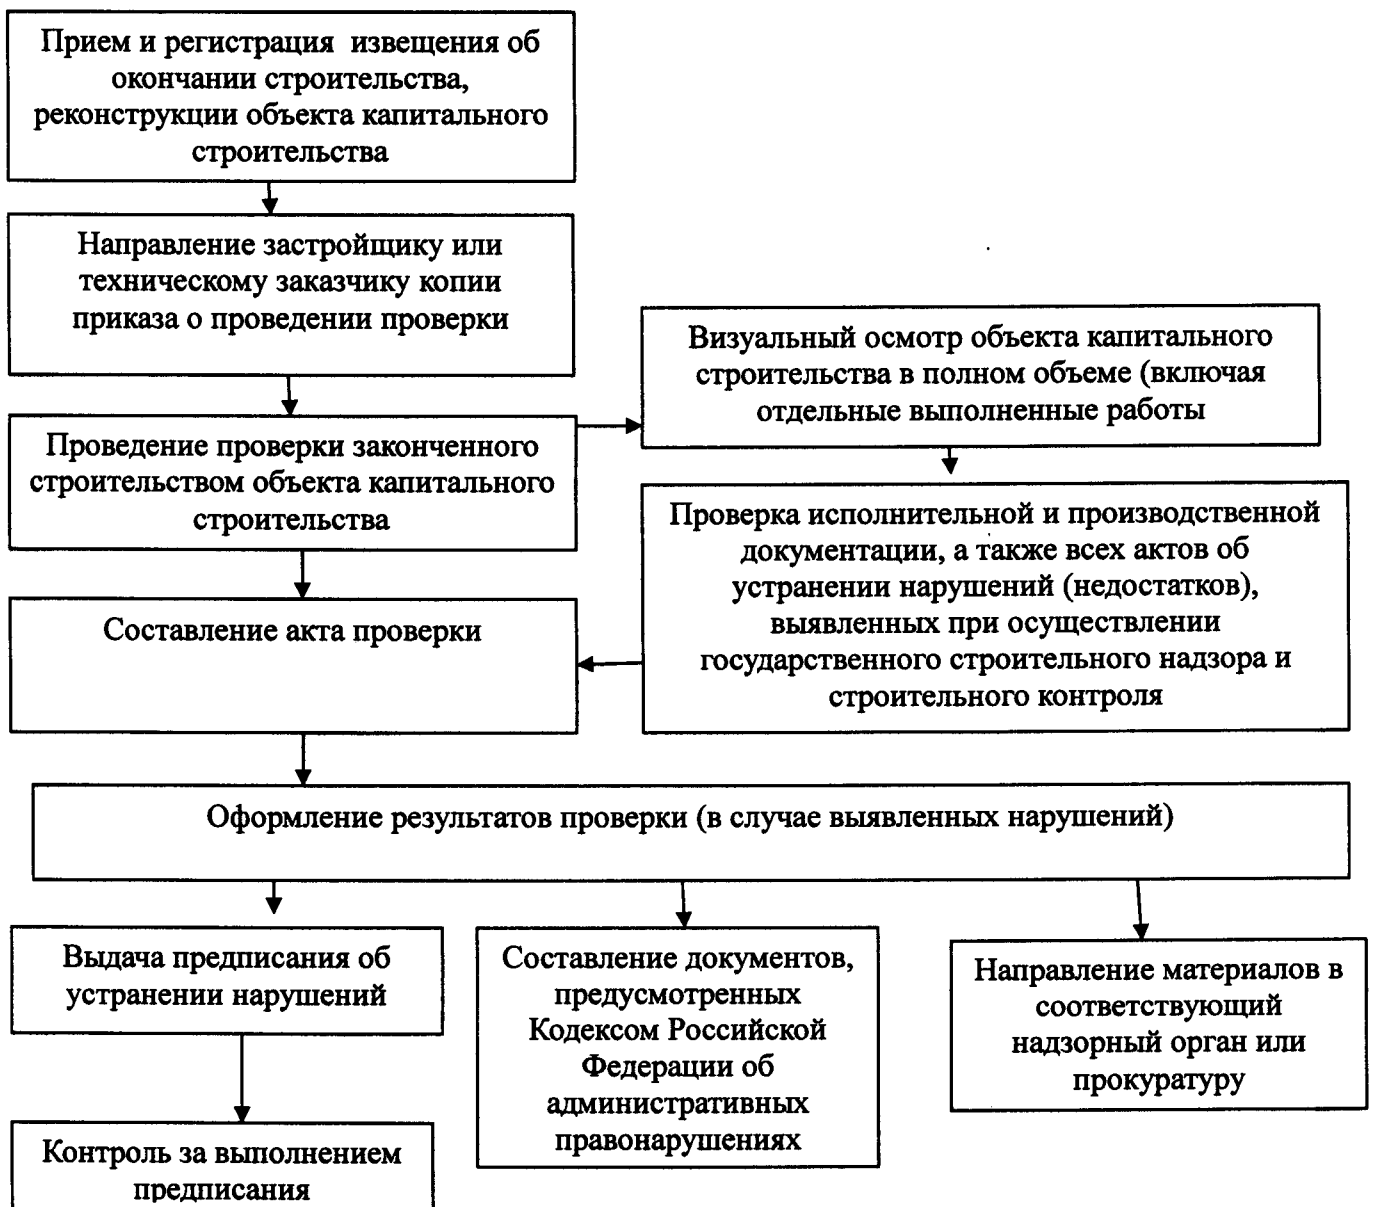 Прием и регистрация извещения об
окончании строительства,
реконструкции объекта капитального
строительства
Направление застройщику или
техническому заказчику копии
приказа о проведении проверки
Визуальный осмотр объекта капитального
строительства в полном объеме (включая
отдельные выполненные работы
Проведение проверки законченного
строительством объекта капитального
строительства
Проверка исполнительной и производственной
документации, а также всех актов об
устранении нарушений (недостатков),
выявленных при осуществлении
государственного строительного надзора и
строительного контроля
Составление акта проверки
Оформление результатов проверки (в случае выявленных нарушений)
Выдача предписания об
устранении нарушений
Составление документов,
предусмотренных
Кодексом Российской
Федерации об
административных
правонарушениях
Направление материалов в
соответствующий
надзорный орган или
прокуратуру
Контроль за выполнением
предписания